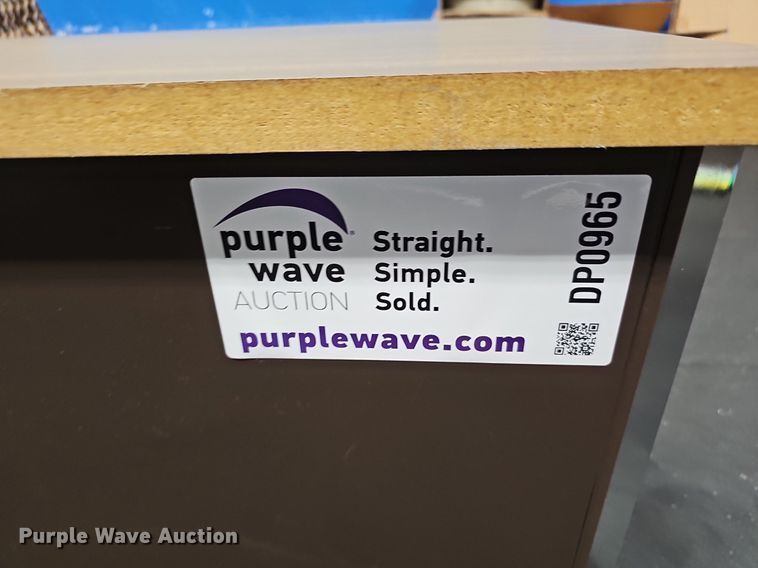 purple
wave
AUCTION
Straight.
Simple.
Sold.
purplewave.com
DP0965
Purple Wave Auction